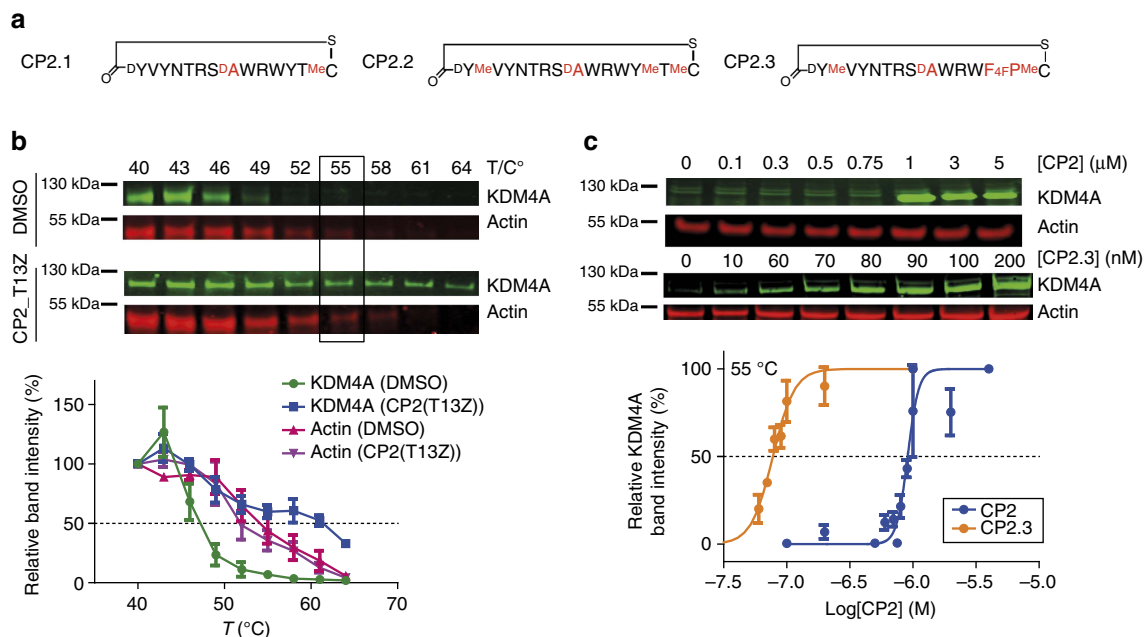 a
CP2.1
O DYVYNTRSDAWRWYTMeC S
CP2.2
O DYMeVYNTRSDAWRWYMeTMeC S
CP2.3
O DYMeVYNTRSDAWRWF4FPMeC S
b
40 43 46 49 52 55 58 61 64 T/C°
DMSO
130 kDa
KDM4A
55 kDa
Actin
CP2_T13Z
130 kDa
KDM4A
55 kDa
Actin
KDM4A (DMSO)
KDM4A (CP2(T13Z))
Actin (DMSO)
Actin (CP2(T13Z))
Relative band intensity (%)
150
100
50
0
40 50 60 70
T (°C)
c
0 0.1 0.3 0.5 0.75 1 3 5 [CP2] (μM)
130 kDa
KDM4A
55 kDa
Actin
0 10 60 70 80 90 100 200 [CP2.3] (nM)
130 kDa
KDM4A
55 kDa
Actin
55 °C
Relative KDM4A
band intensity (%)
100
50
0
CP2
CP2.3
–7.5 –7.0 –6.5 –6.0 –5.5 –5.0
Log[CP2] (M)